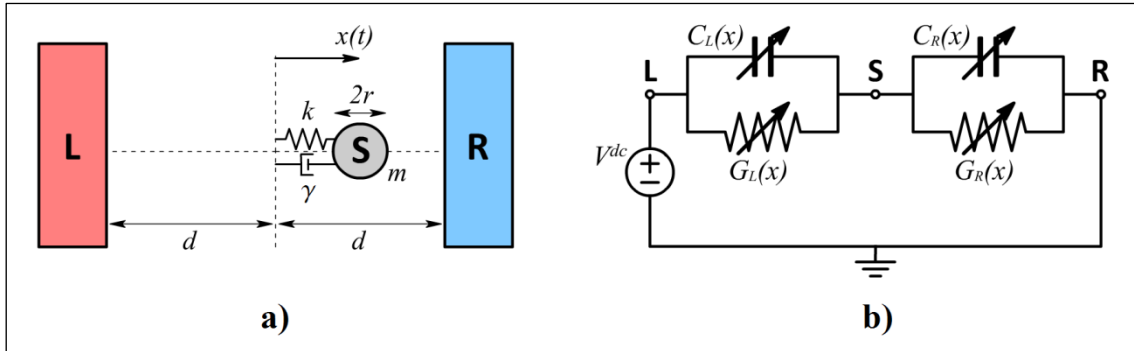 x(t)
k
2r
L
S
R
γ
m
d
d
a)
C_L(x)
C_R(x)
L
S
R
V^dc
G_L(x)
G_R(x)
b)